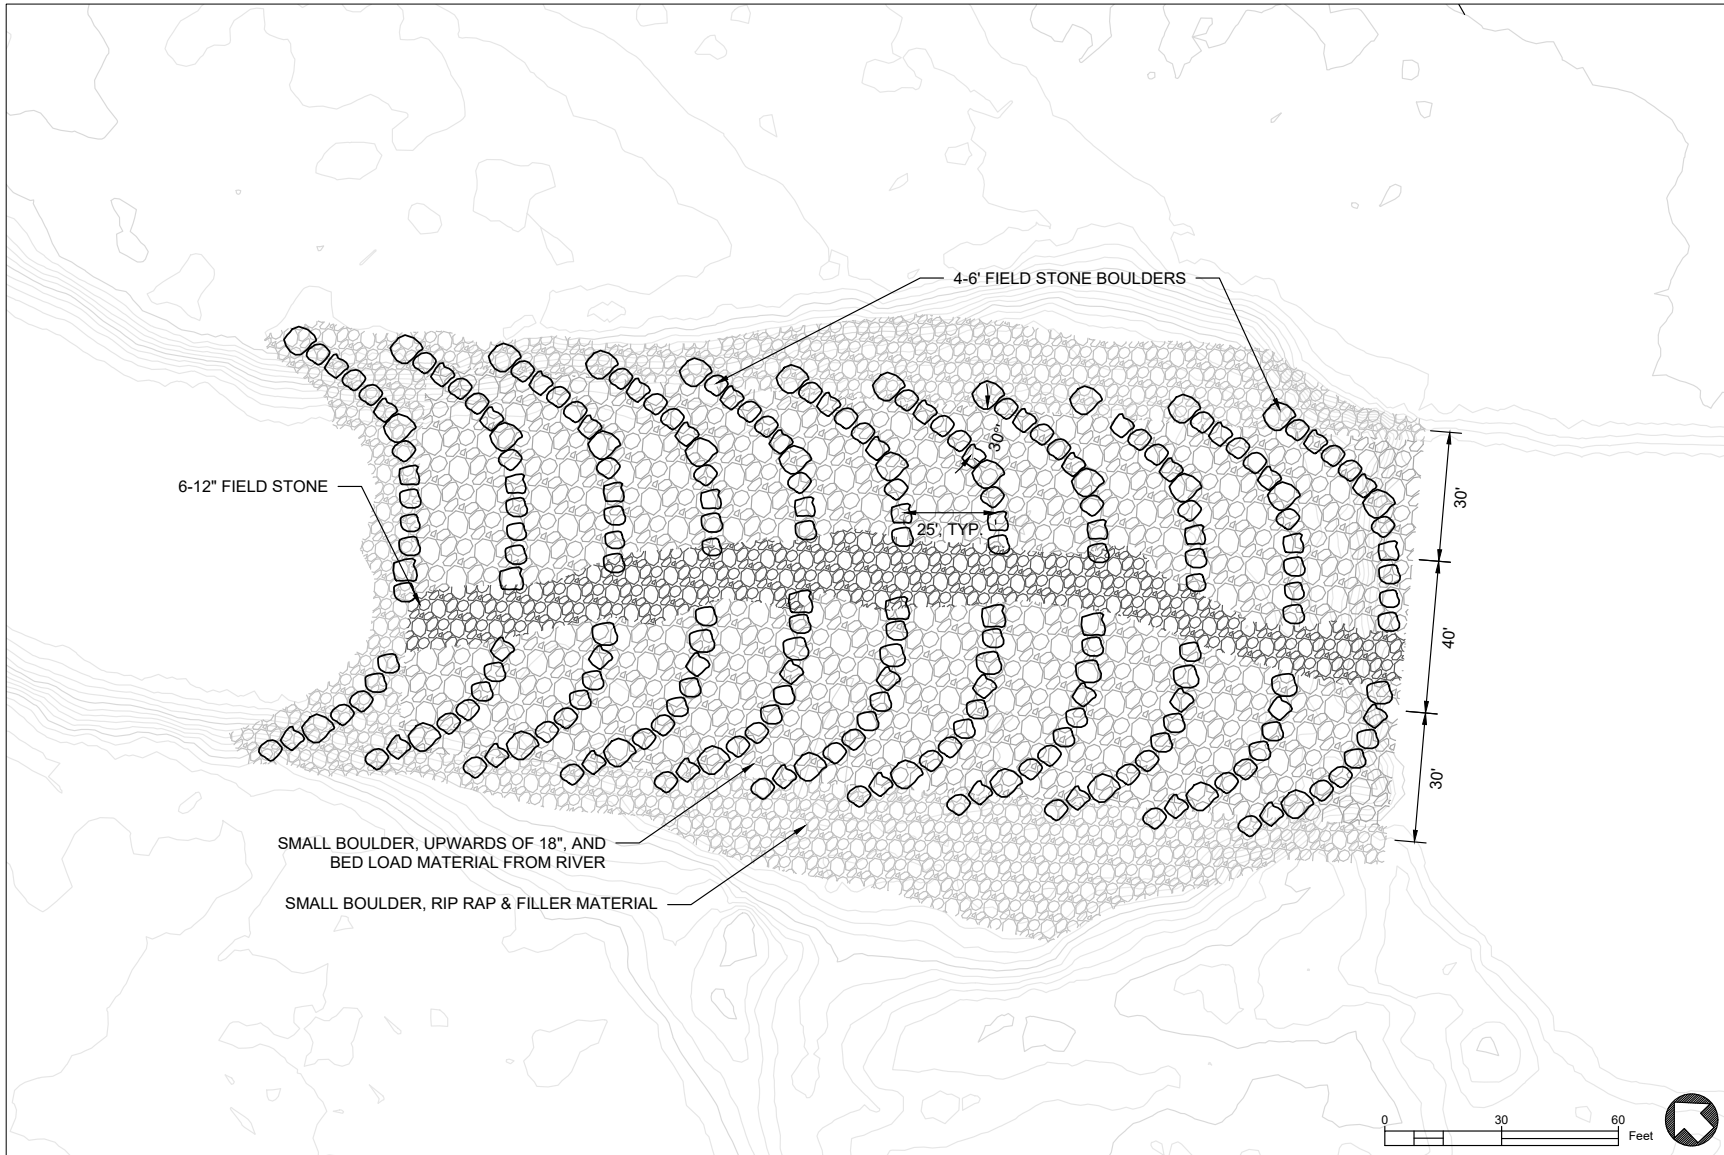 4-6' FIELD STONE BOULDERS
30°
6-12" FIELD STONE
30'
25', TYP.
40'
30'
SMALL BOULDER, UPWARDS OF 18", AND
BED LOAD MATERIAL FROM RIVER
SMALL BOULDER, RIP RAP & FILLER MATERIAL
0 30 60
Feet